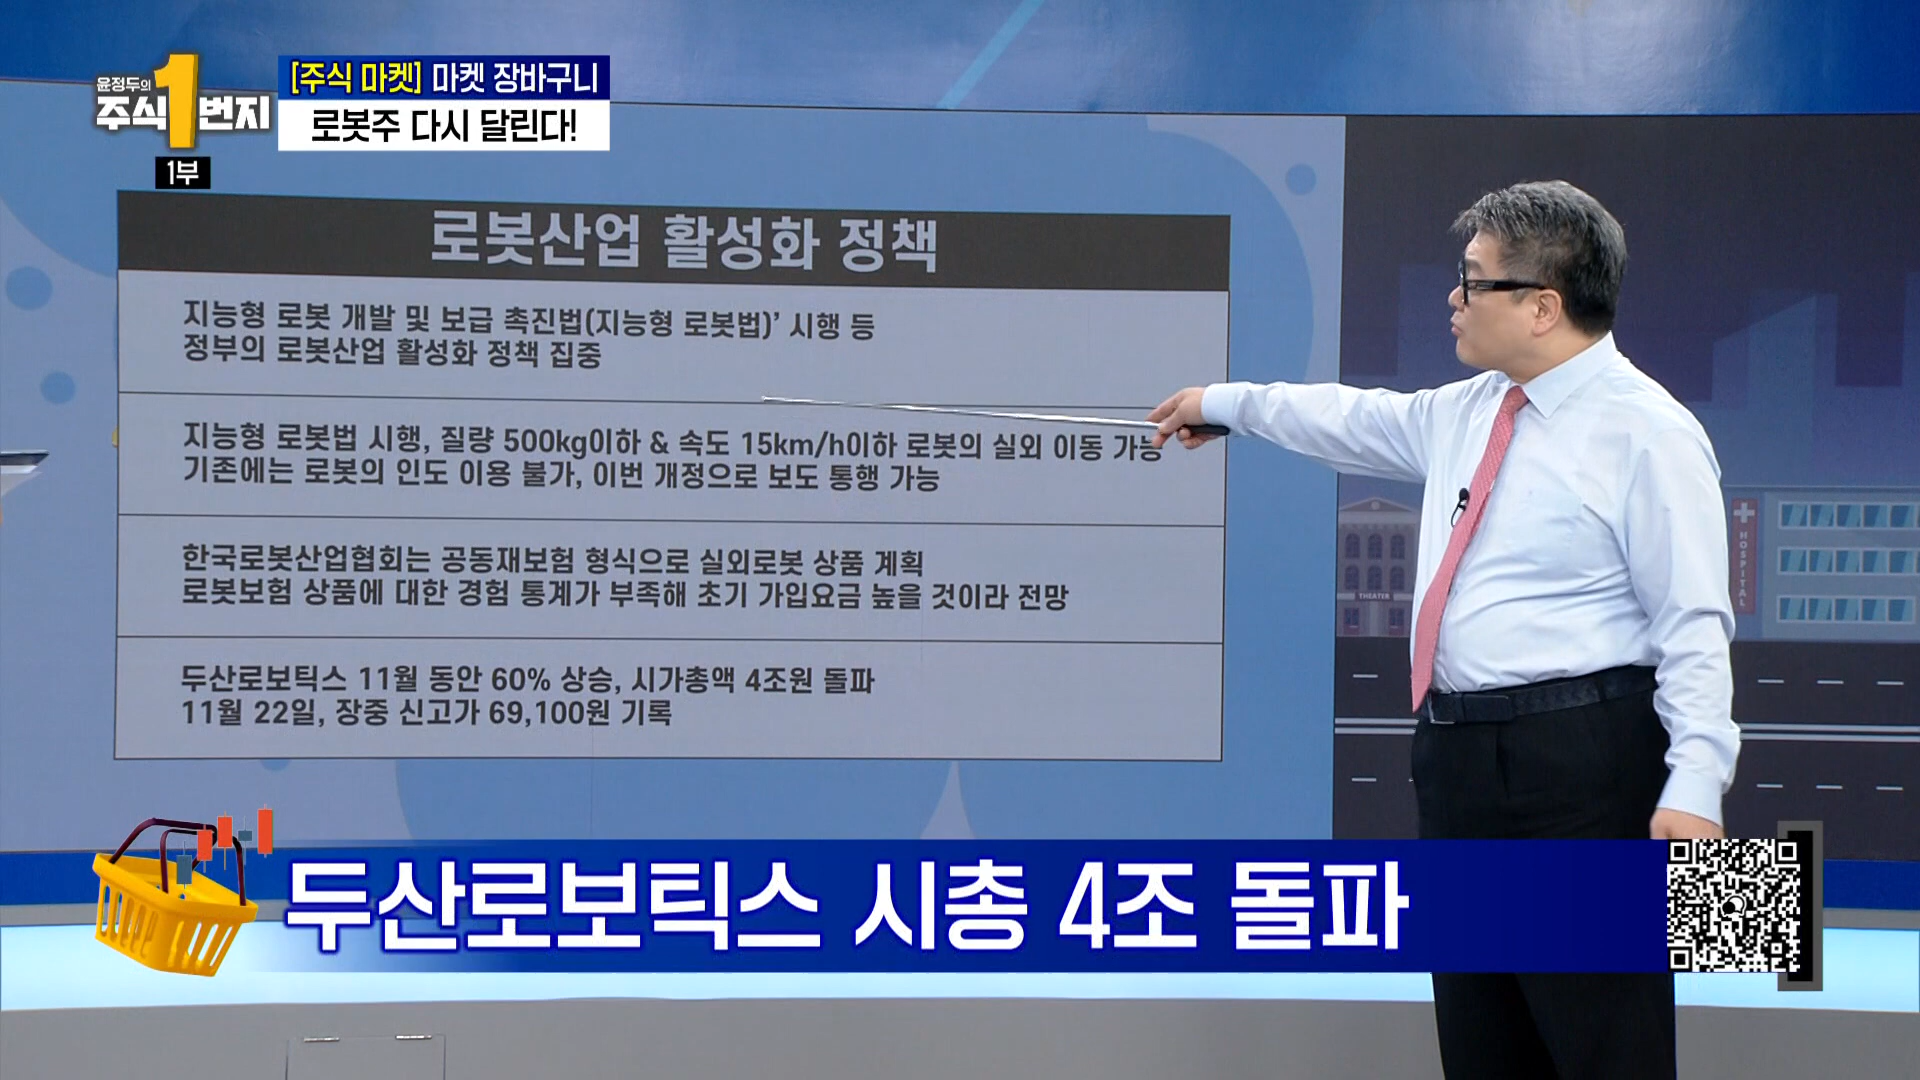 윤정두의
주식1번지
1부
[주식 마켓] 마켓 장바구니
로봇주 다시 달린다!
로봇산업 활성화 정책
지능형 로봇 개발 및 보급 촉진법(지능형 로봇법)’ 시행 등
정부의 로봇산업 활성화 정책 집중
지능형 로봇법 시행, 질량 500kg이하 & 속도 15km/h이하 로봇의 실외 이동 가능
기존에는 로봇의 인도 이용 불가, 이번 개정으로 보도 통행 가능
한국로봇산업협회는 공동재보험 형식으로 실외로봇 상품 계획
로봇보험 상품에 대한 경험 통계가 부족해 초기 가입요금 높을 것이라 전망
두산로보틱스 11월 동안 60% 상승, 시가총액 4조원 돌파
11월 22일, 장중 신고가 69,100원 기록
THEATER
HOSPITAL
두산로보틱스 시총 4조 돌파